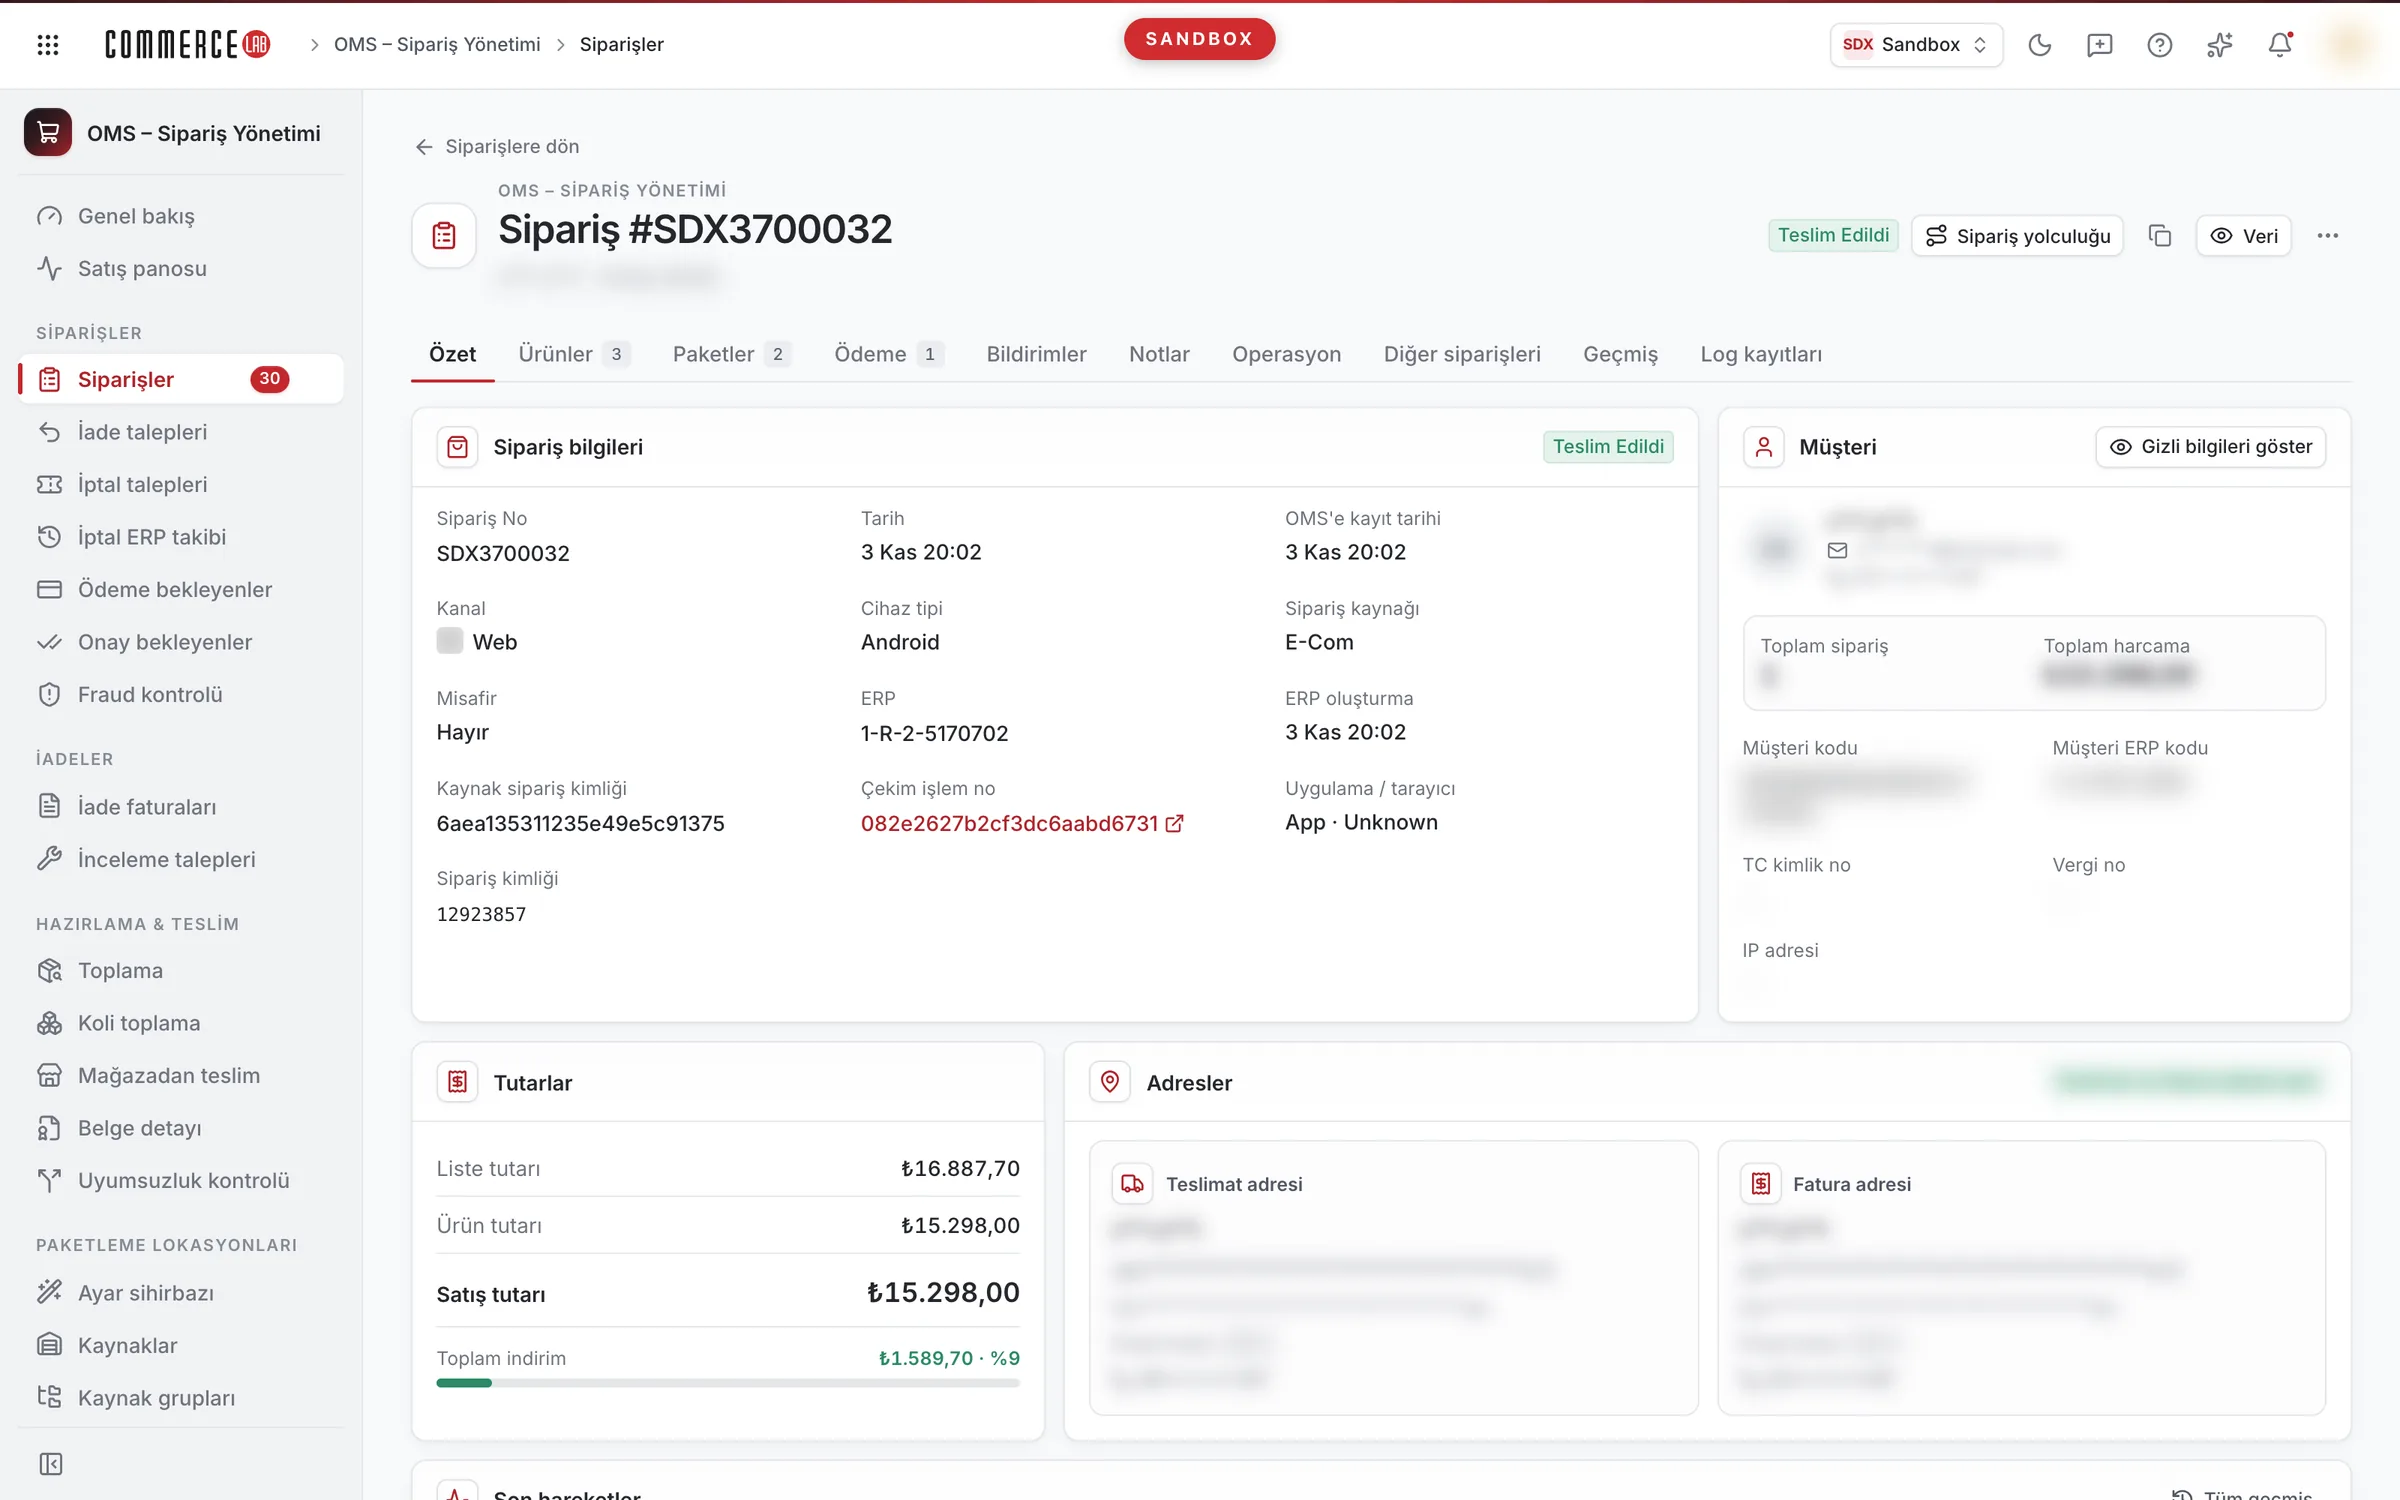 COMMERCE LAB
OMS – Sipariş Yönetimi
Siparişler
SANDBOX
SDX Sandbox
OMS – Sipariş Yönetimi
Genel bakış
Satış panosu
SİPARİŞLER
Siparişler 30
İade talepleri
İptal talepleri
İptal ERP takibi
Ödeme bekleyenler
Onay bekleyenler
Fraud kontrolü
İADELER
İade faturaları
İnceleme talepleri
HAZIRLAMA & TESLİM
Toplama
Koli toplama
Mağazadan teslim
Belge detayı
Uyumsuzluk kontrolü
PAKETLEME LOKASYONLARI
Ayar sihirbazı
Kaynaklar
Kaynak grupları
Siparişlere dön
OMS – SİPARİŞ YÖNETİMİ
Sipariş #SDX3700032
Teslim Edildi
Sipariş yolculuğu
Veri
Özet
Ürünler 3
Paketler 2
Ödeme 1
Bildirimler
Notlar
Operasyon
Diğer siparişleri
Geçmiş
Log kayıtları
Sipariş bilgileri
Teslim Edildi
Sipariş No
SDX3700032
Tarih
3 Kas 20:02
OMS'e kayıt tarihi
3 Kas 20:02
Kanal
Web
Cihaz tipi
Android
Sipariş kaynağı
E-Com
Misafir
Hayır
ERP
1-R-2-5170702
ERP oluşturma
3 Kas 20:02
Kaynak sipariş kimliği
6aea135311235e49e5c91375
Çekim işlem no
082e2627b2cf3dc6aabd6731
Uygulama / tarayıcı
App · Unknown
Sipariş kimliği
12923857
Müşteri
Gizli bilgileri göster
Toplam sipariş
Toplam harcama
Müşteri kodu
Müşteri ERP kodu
TC kimlik no
Vergi no
IP adresi
Tutarlar
Liste tutarı ₺16.887,70
Ürün tutarı ₺15.298,00
Satış tutarı ₺15.298,00
Toplam indirim ₺1.589,70 · %9
Adresler
Teslimat adresi
Fatura adresi
Son hareketler
Tüm geçmiş